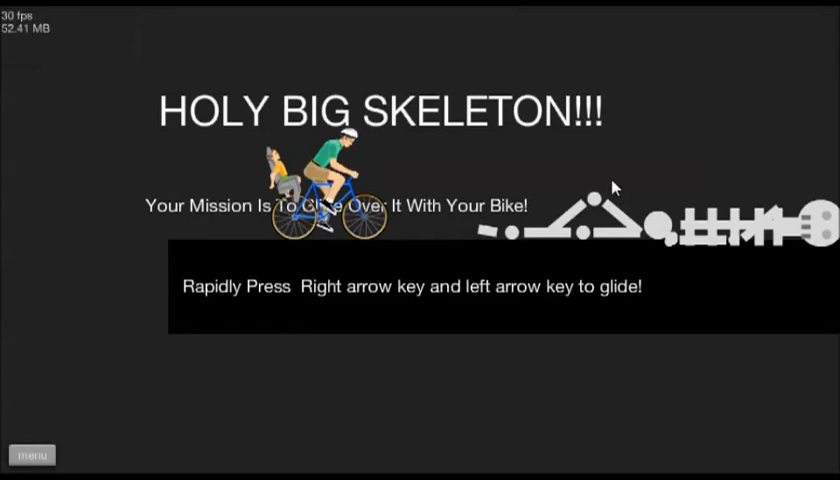 30 fps
52.41 MB
HOLY BIG SKELETON!!!
Your Mission Is To Glide Over It With Your Bike!
Rapidly Press  Right arrow key and left arrow key to glide!
menu